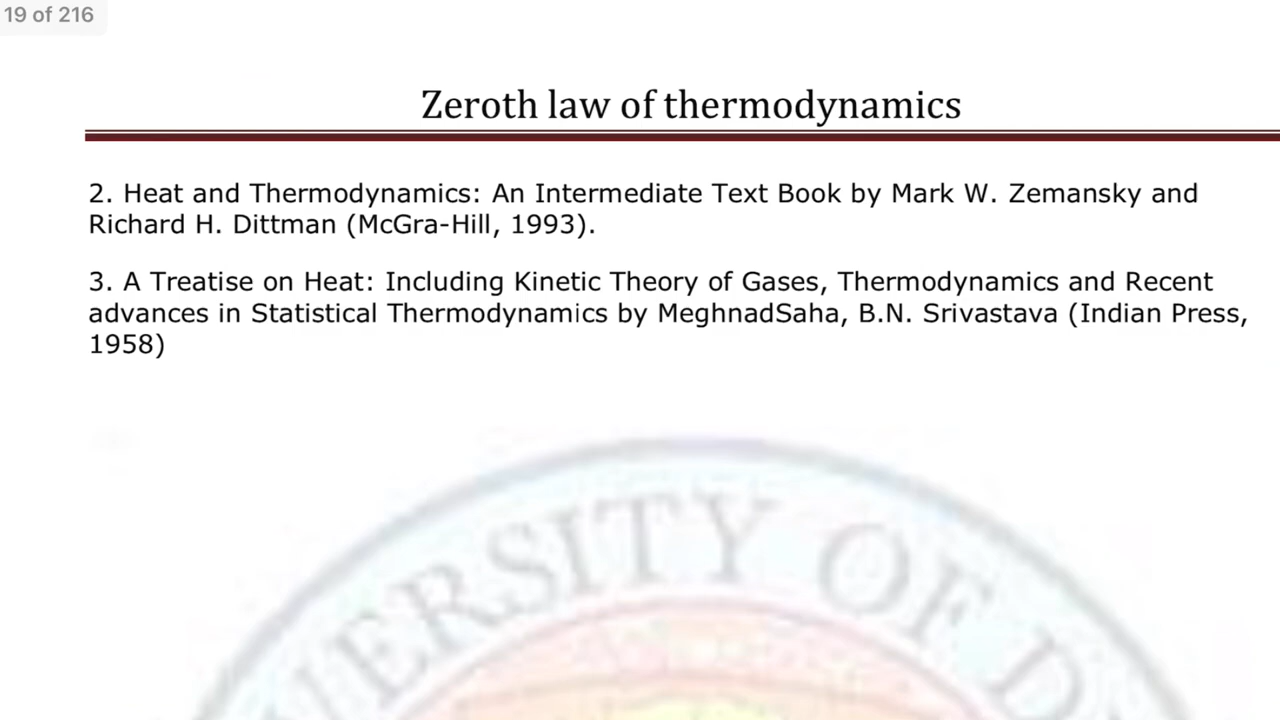 19 of 216
Zeroth law of thermodynamics
2. Heat and Thermodynamics: An Intermediate Text Book by Mark W. Zemansky and
Richard H. Dittman (McGra-Hill, 1993).
3. A Treatise on Heat: Including Kinetic Theory of Gases, Thermodynamics and Recent
advances in Statistical Thermodynamics by MeghnadSaha, B.N. Srivastava (Indian Press,
1958)
VERSITY OF D